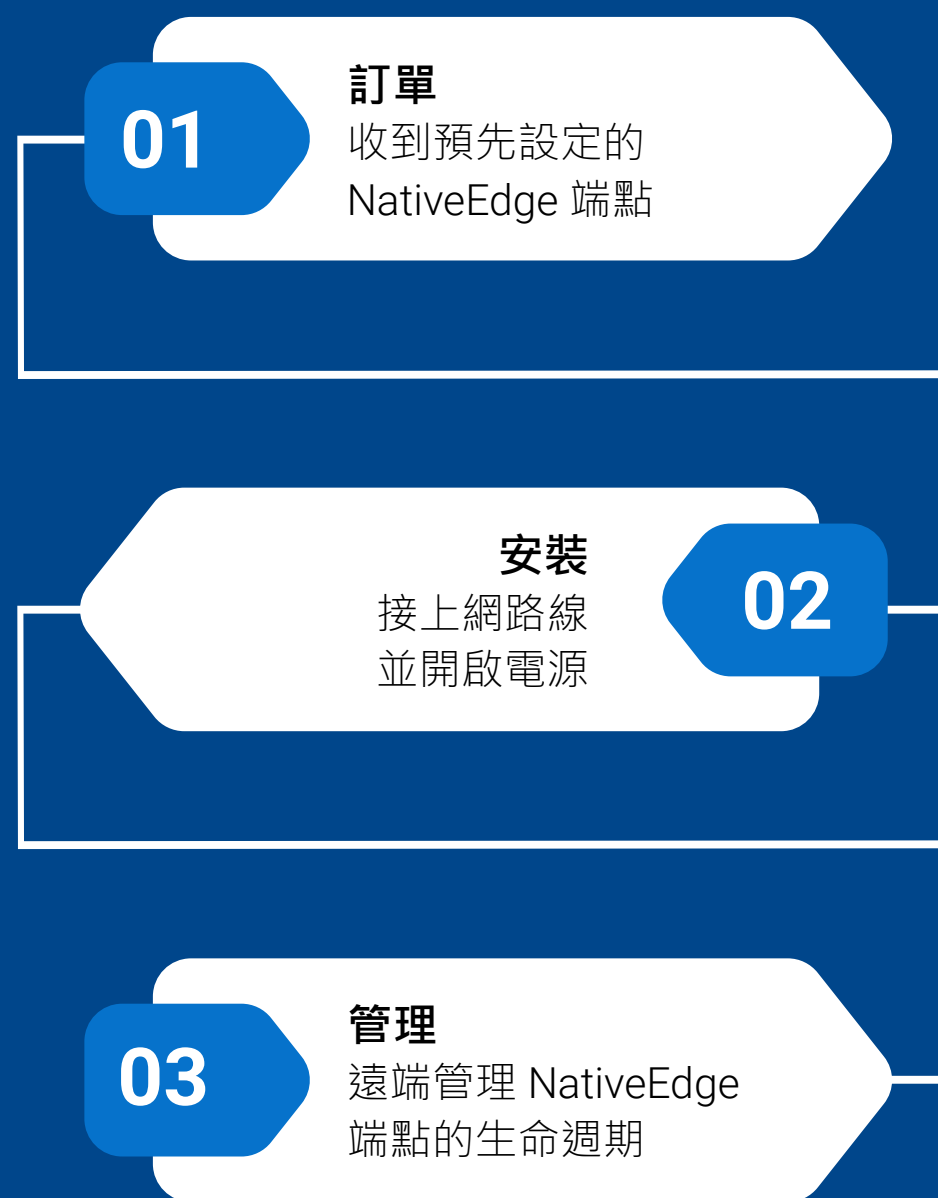 01
訂單
收到預先設定的
NativeEdge 端點
安裝
接上網路線
並開啟電源
02
03
管理
遠端管理 NativeEdge
端點的生命週期